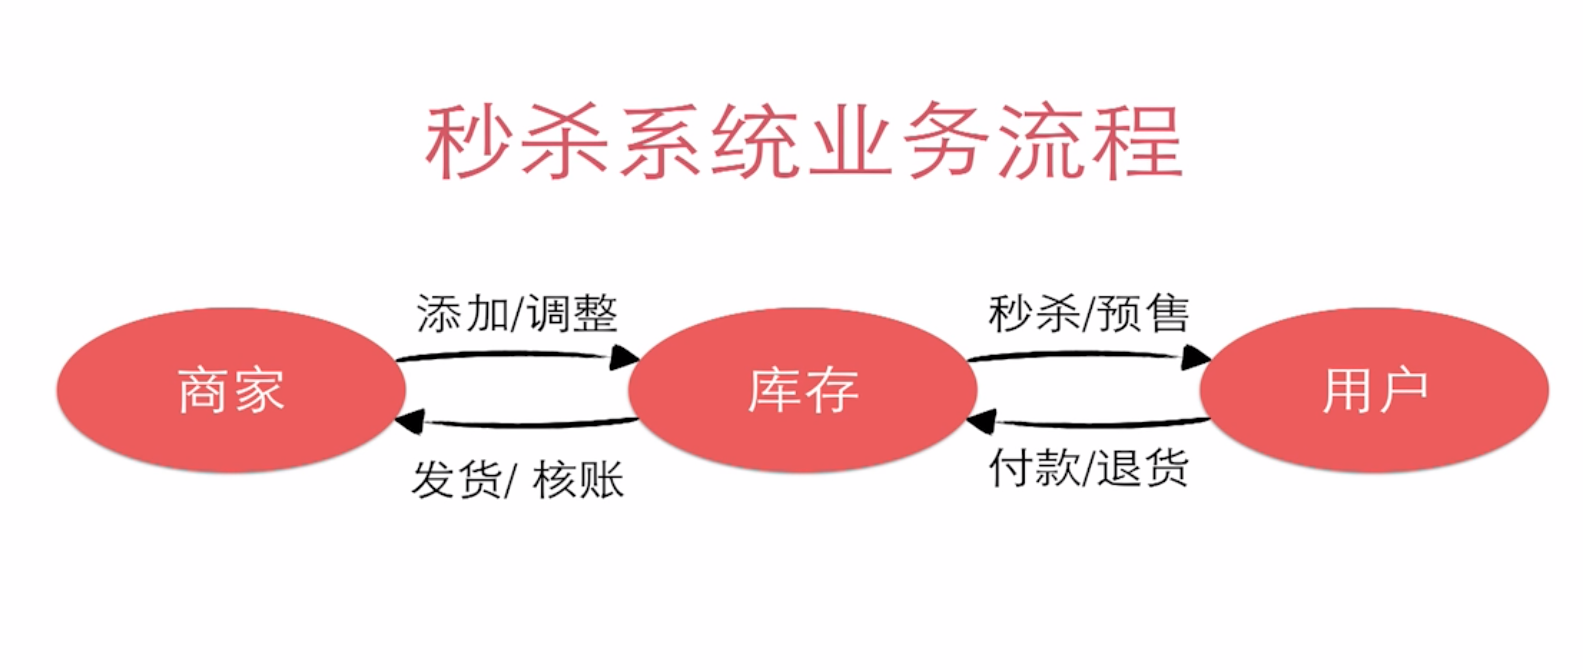 秒杀系统业务流程
添加/调整
秒杀/预售
商家
库存
用户
发货/ 核账
付款/退货